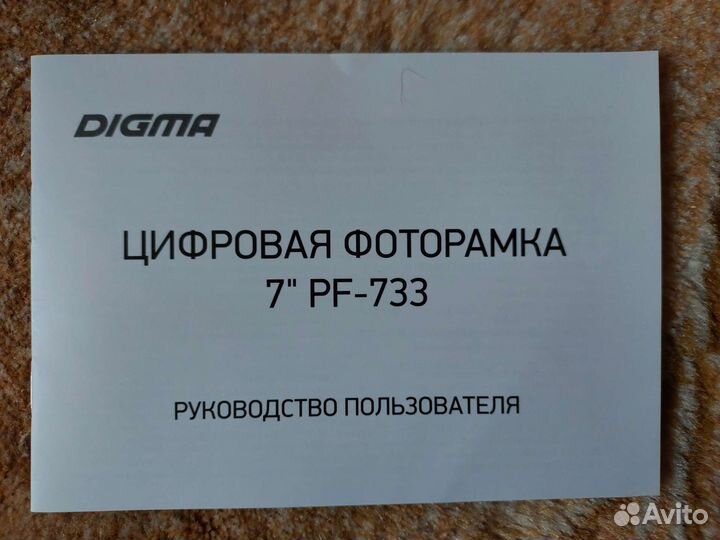 DIGMA
ЦИФРОВАЯ ФОТОРАМКА
7" PF-733
РУКОВОДСТВО ПОЛЬЗОВАТЕЛЯ
Avito